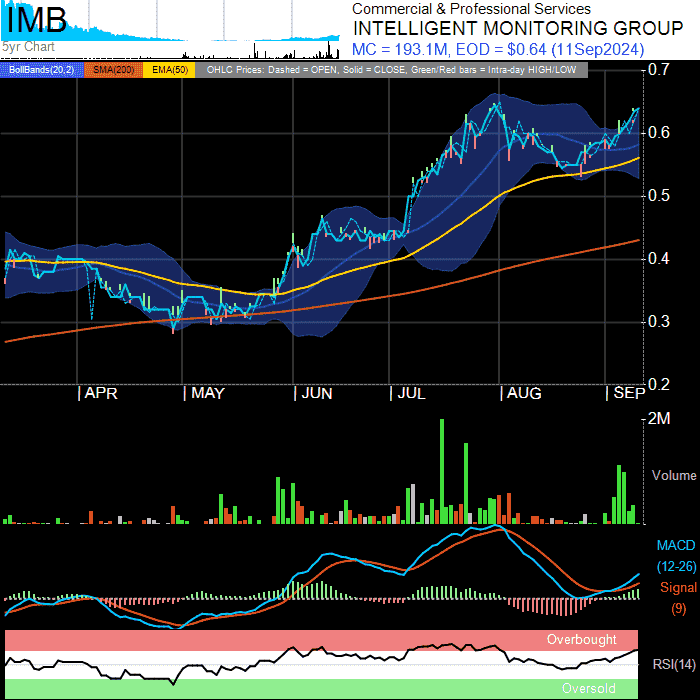 IMB
5yr Chart
Commercial & Professional Services
INTELLIGENT MONITORING GROUP
MC = 193.1M, EOD = $0.64 (11Sep2024)
BollBands(20,2) SMA(200) EMA(50) OHLC Prices: Dashed = OPEN, Solid = CLOSE, Green/Red bars = Intra-day HIGH/LOW
0.7
0.6
0.5
0.4
0.3
0.2
APR MAY JUN JUL AUG SEP
2M
Volume
MACD
(12-26)
Signal
(9)
Overbought
RSI(14)
Oversold